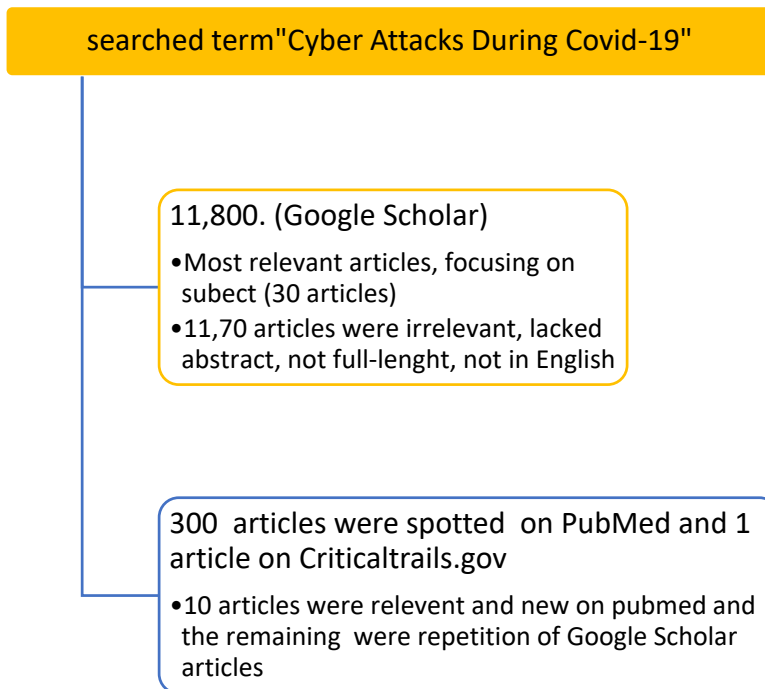 searched term"Cyber Attacks During Covid-19"
11,800. (Google Scholar)
•Most relevant articles, focusing on
subect (30 articles)
•11,70 articles were irrelevant, lacked
abstract, not full-lenght, not in English
300 articles were spotted on PubMed and 1
article on Criticaltrails.gov
•10 articles were relevent and new on pubmed and
the remaining were repetition of Google Scholar
articles